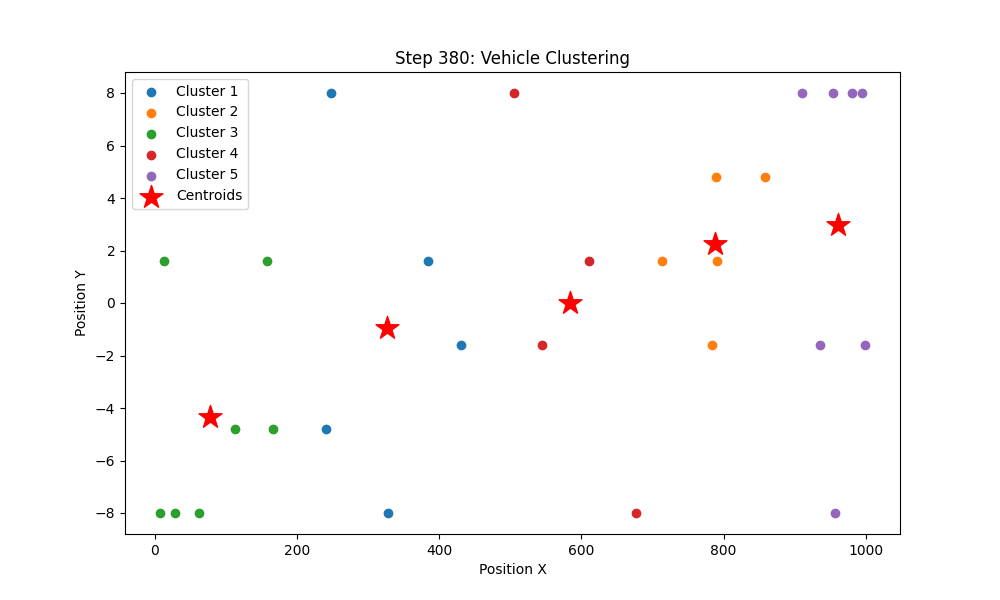 Step 380: Vehicle Clustering
Cluster 1
Cluster 2
Cluster 3
Cluster 4
Cluster 5
Centroids
Position Y
8
6
4
2
0
−2
−4
−6
−8
0 200 400 600 800 1000
Position X